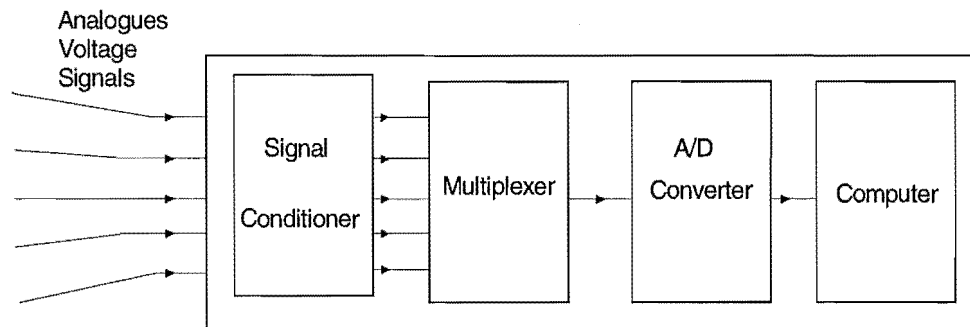 Analogues
Voltage
Signals
Signal
Conditioner
Multiplexer
A/D
Converter
Computer